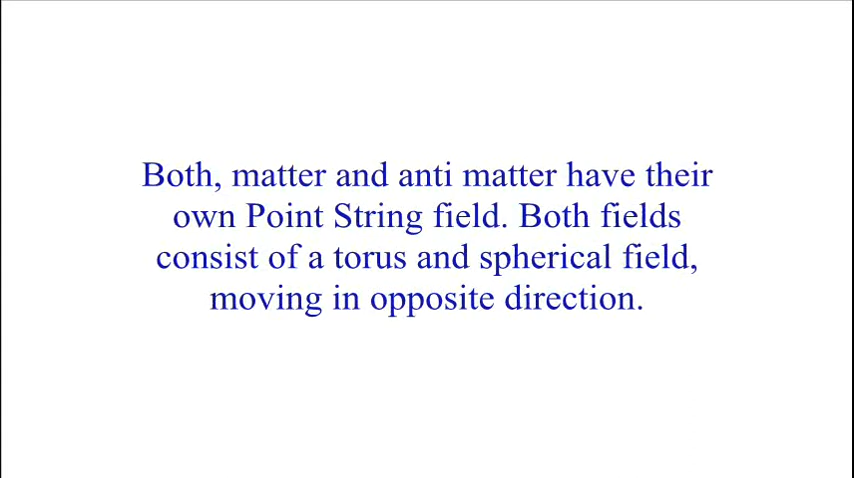 Both, matter and anti matter have their
own Point String field. Both fields
consist of a torus and spherical field,
moving in opposite direction.